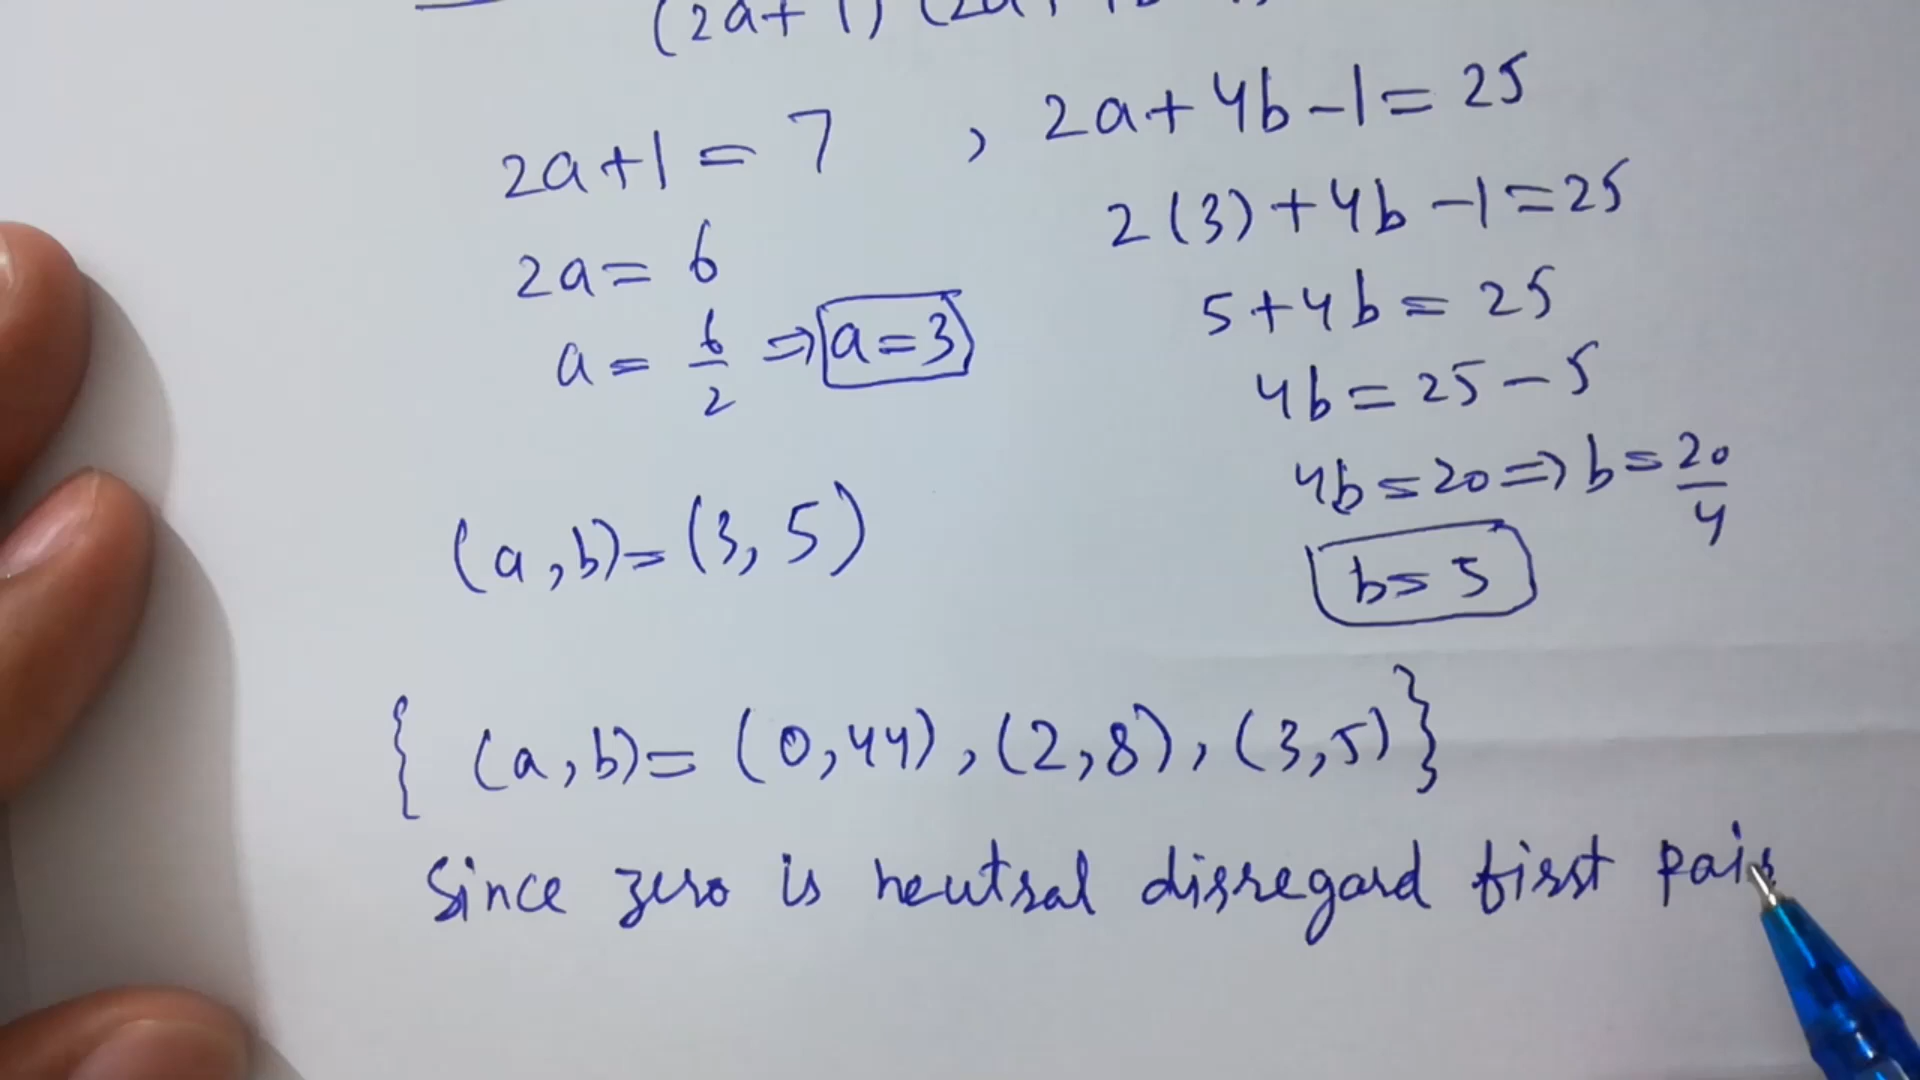 (2a+1)
2a+1 = 7 , 2a+4b-1 = 25
2(3)+4b-1=25
2a = 6
5+4b = 25
a = 6/2 ⇒ a=3
4b = 25-5
4b=20 ⇒ b=20/4
(a,b)=(3,5)
b=5
{ (a,b)= (0,44), (2,8), (3,5)}
Since zero is neutral disregard first pair